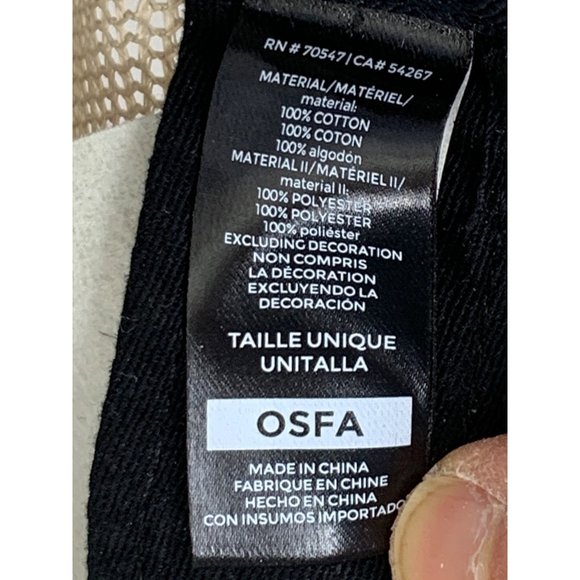 RN # 70547 | CA# 54267
MATERIAL/MATÉRIEL/
material:
100% COTTON
100% COTON
100% algodón
MATERIAL II/MATÉRIEL II/
material II:
100% POLYESTER
100% POLYESTER
100% poliéster
EXCLUDING DECORATION
NON COMPRIS
LA DÉCORATION
EXCLUYENDO LA
DECORACIÓN
TAILLE UNIQUE
UNITALLA
OSFA
MADE IN CHINA
FABRIQUE EN CHINE
HECHO EN CHINA
CON INSUMOS IMPORTADO